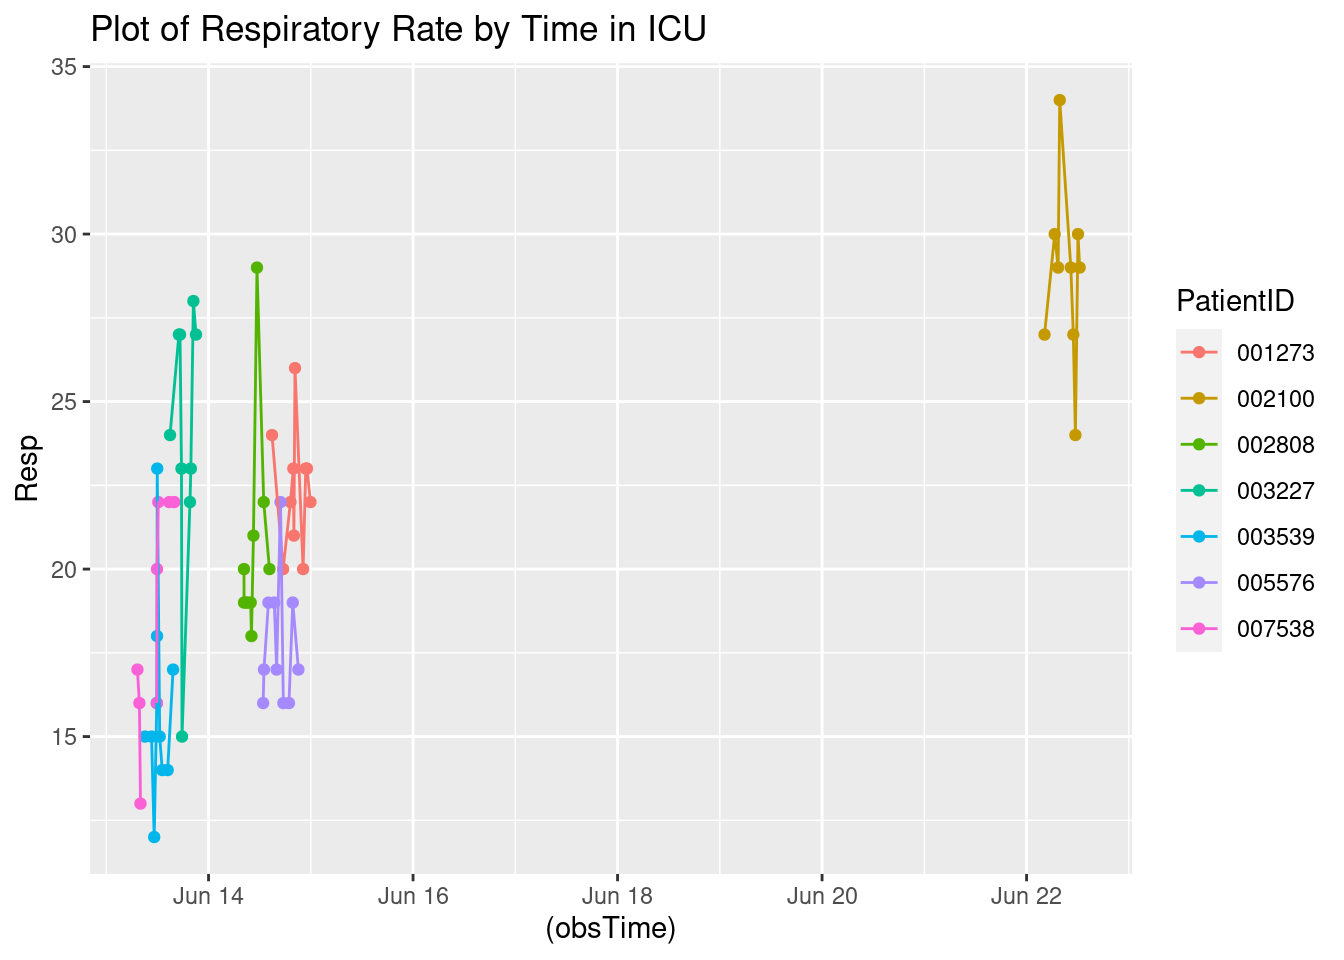 Plot of Respiratory Rate by Time in ICU
35
30
25
20
15
Resp
Jun 14 Jun 16 Jun 18 Jun 20 Jun 22
(obsTime)
PatientID
001273
002100
002808
003227
003539
005576
007538